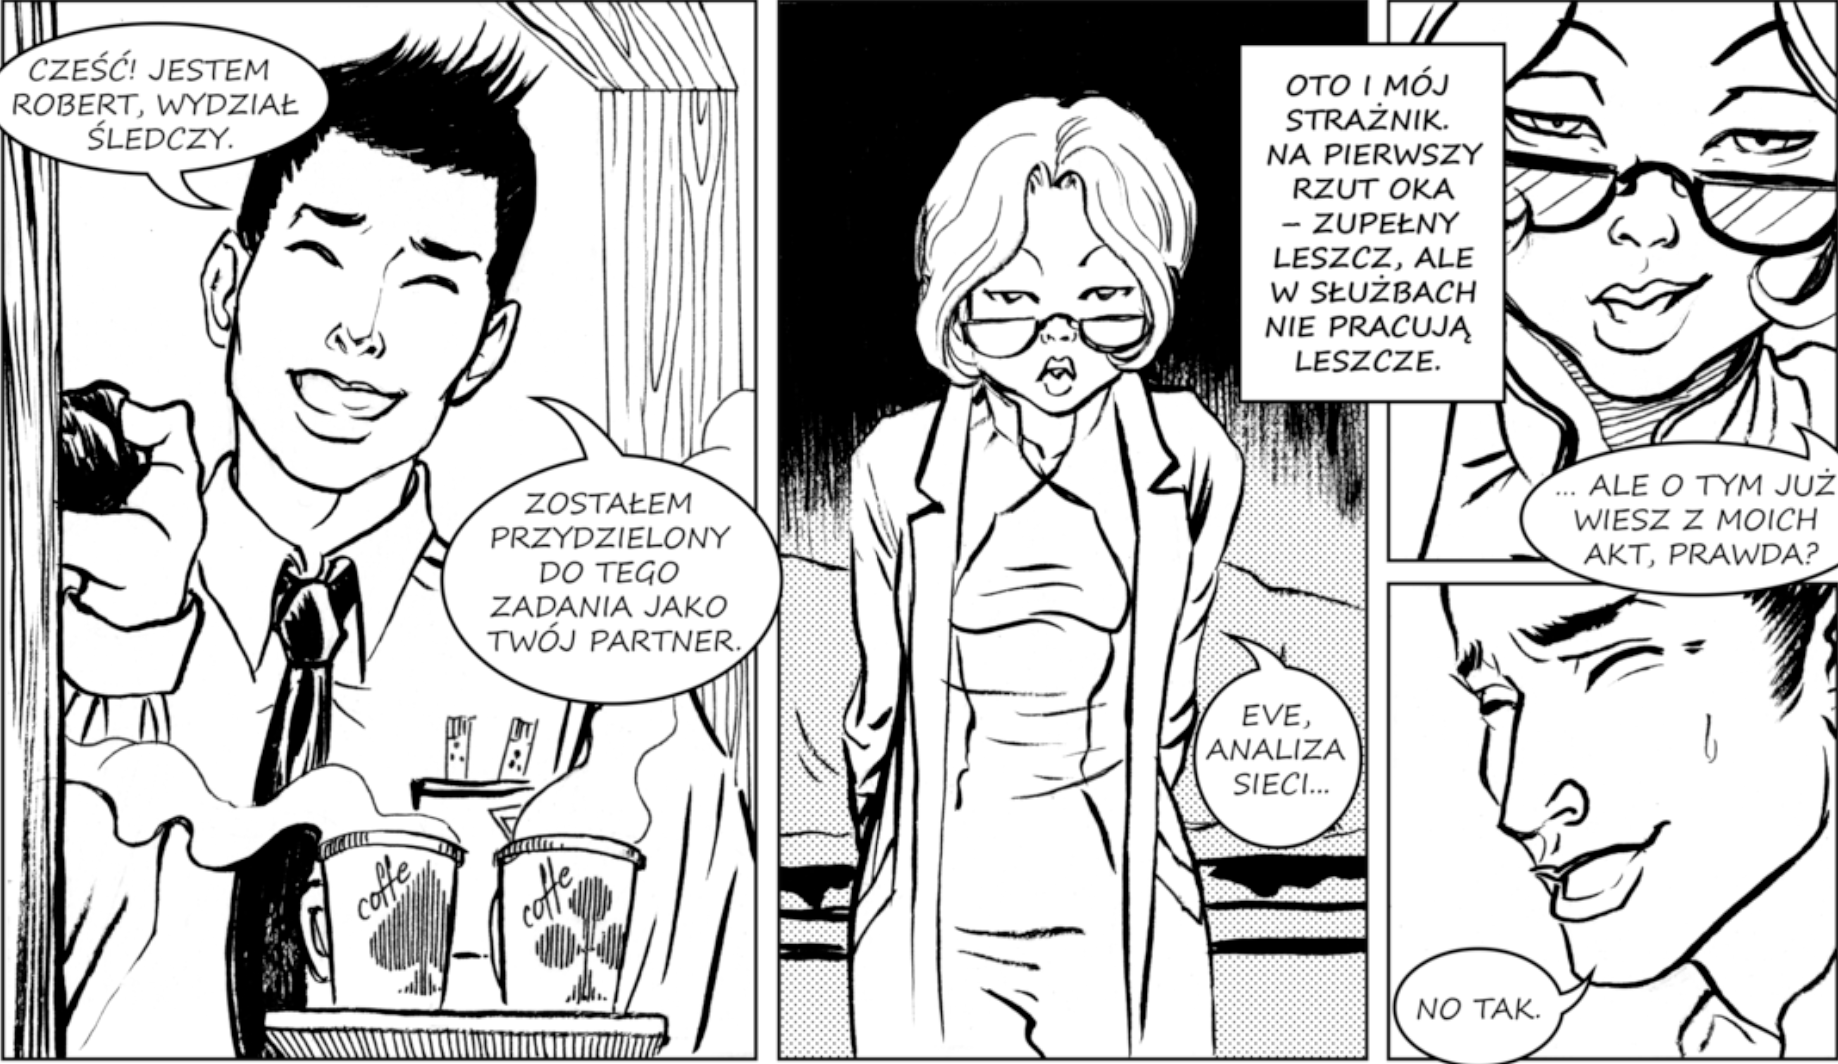 CZEŚĆ! JESTEM
ROBERT, WYDZIAŁ
ŚLEDCZY.
ZOSTAŁEM
PRZYDZIELONY
DO TEGO
ZADANIA JAKO
TWÓJ PARTNER.
coffe
coffe
OTO I MÓJ
STRAŻNIK.
NA PIERWSZY
RZUT OKA
– ZUPEŁNY
LESZCZ, ALE
W SŁUŻBACH
NIE PRACUJĄ
LESZCZE.
EVE,
ANALIZA
SIECI...
... ALE O TYM JUŻ
WIESZ Z MOICH
AKT, PRAWDA?
NO TAK.